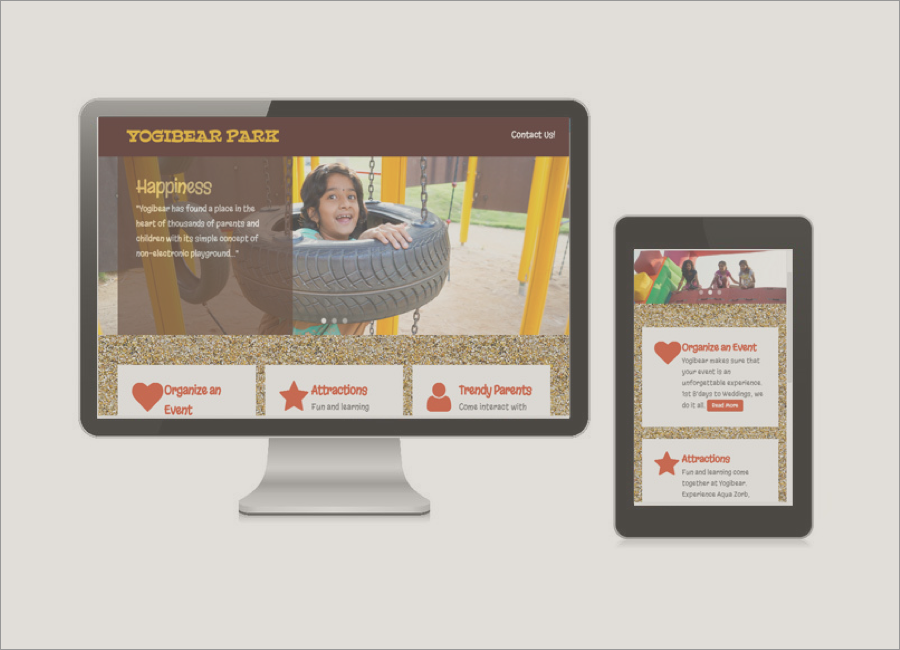 YOGIBEAR PARK
Contact Us!
Happiness
"Yogibear has found a place in the
heart of thousands of parents and
children with its simple concept of
non-electronic playground..."
Organize an
Event
Attractions
Fun and learning
Trendy Parents
Come interact with
Organize an Event
Yogibear makes sure that
your event is an
unforgettable experience.
1st B'days to Weddings, we
do it all. Read More
Attractions
Fun and learning come
together at Yogibear.
Experience Aqua Zorb,